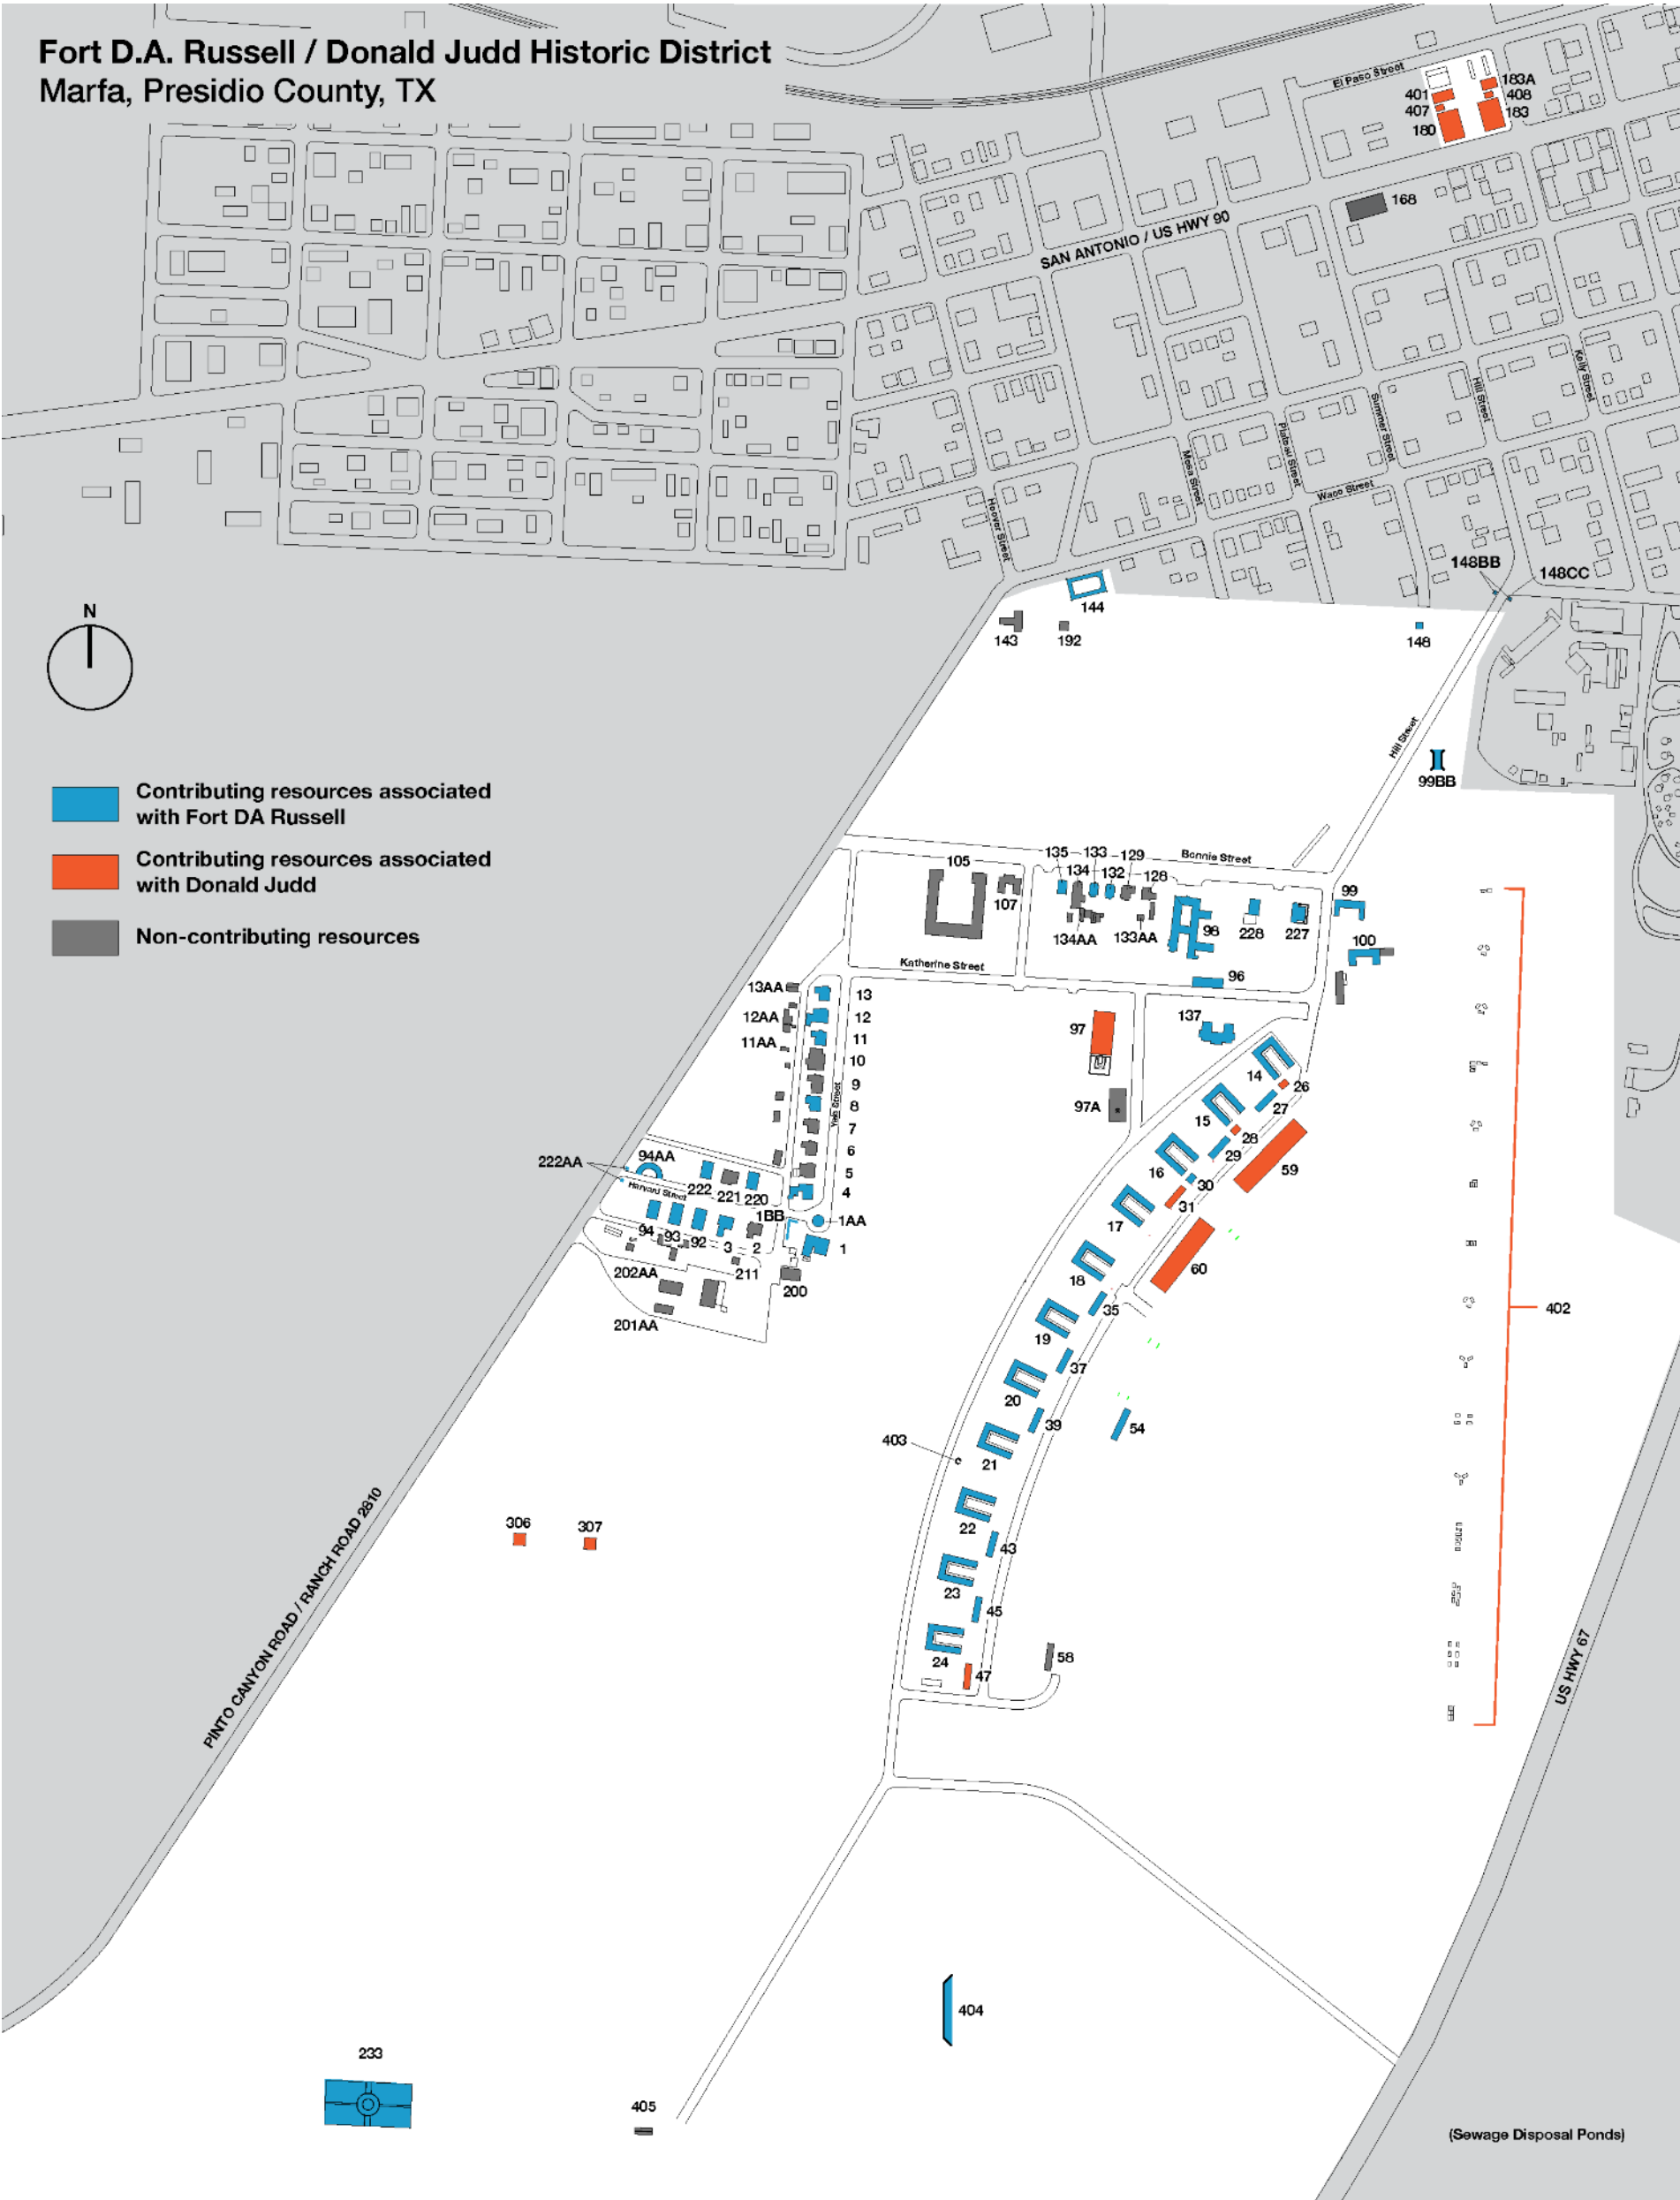 Fort D.A. Russell / Donald Judd Historic District
Marfa, Presidio County, TX
El Paso Street
183A
401
408
407
183
180
168
SAN ANTONIO / US HWY 90
Kelly Street
Hill Street
Summer Street
Plateau Street
Mesa Street
Waco Street
Hoover Street
148BB
148CC
144
143
192
148
N
Hill Street
99BB
Contributing resources associated
with Fort DA Russell
Contributing resources associated
with Donald Judd
Non-contributing resources
135
133
129
Bonnie Street
105
134
132
128
107
99
134AA
133AA
98
228
227
100
Katherine Street
96
13AA
13
12AA
12
137
97
11AA
11
10
14
9
26
97A
8
27
Yale Street
15
7
28
6
29
59
222AA
94AA
16
5
30
Harvard Street
222
221
220
4
31
1BB
1AA
17
94
93
92
3
2
1
60
202AA
211
18
200
35
402
201AA
19
37
20
39
54
403
21
306
307
22
43
23
45
24
58
47
PINTO CANYON ROAD / RANCH ROAD 2810
US HWY 67
404
233
405
(Sewage Disposal Ponds)